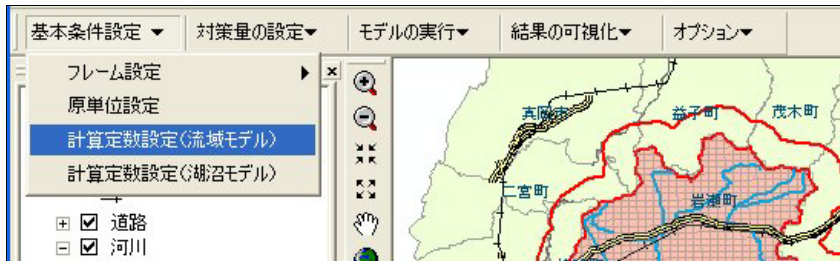 基本条件設定▼ 対策量の設定▼ モデルの実行▼ 結果の可視化▼ オプション▼
フレーム設定
原単位設定
計算定数設定(流域モデル)
計算定数設定(湖沼モデル)
道路
河川
真岡市
益子町
茂木町
二宮町
岩瀬町